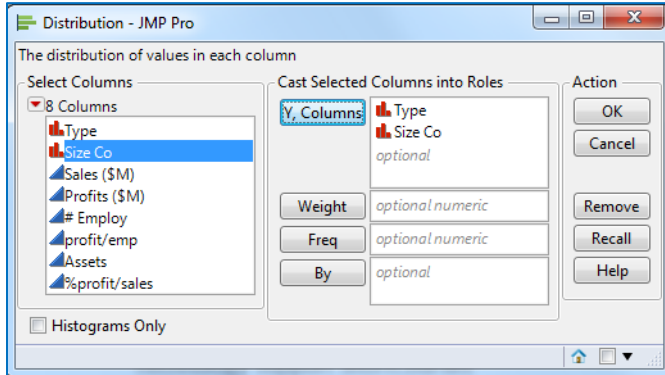 Distribution - JMP Pro
The distribution of values in each column
Select Columns
8 Columns
Type
Size Co
Sales ($M)
Profits ($M)
# Employ
profit/emp
Assets
%profit/sales
Histograms Only
Cast Selected Columns into Roles
Y, Columns
Type
Size Co
optional
Weight
optional numeric
Freq
optional numeric
By
optional
Action
OK
Cancel
Remove
Recall
Help